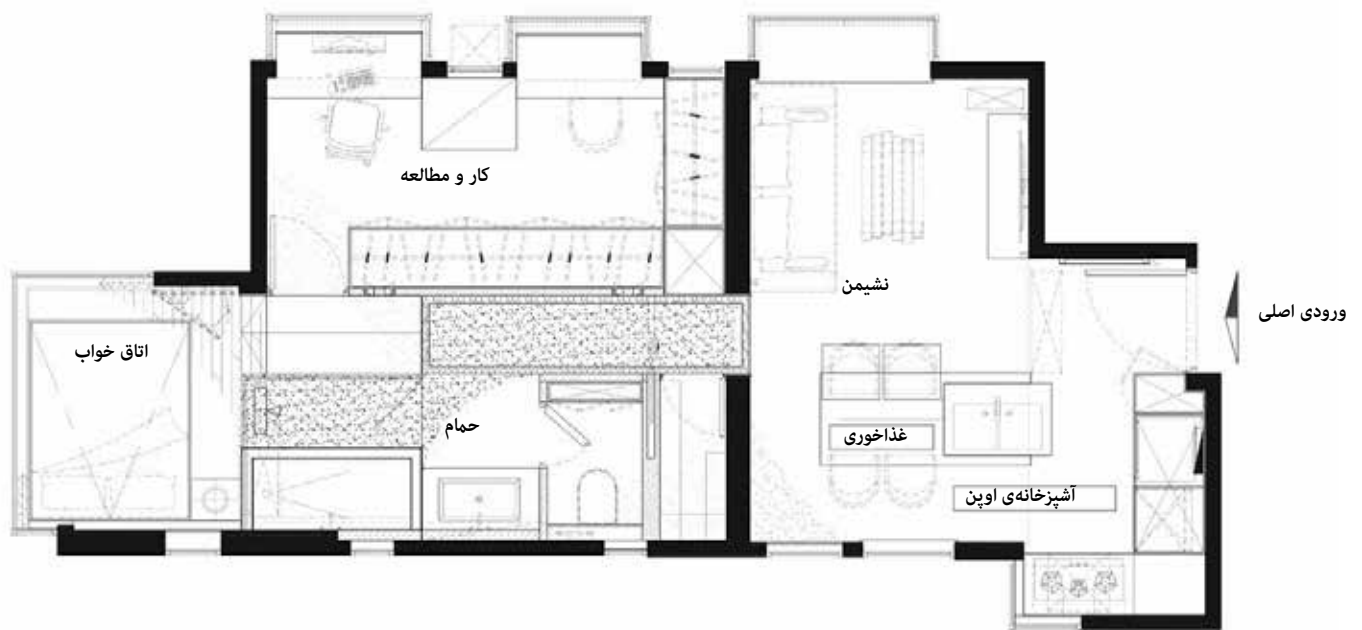 کار و مطالعه
نشیمن
ورودی اصلی
اتاق خواب
حمام
غذاخوری
آشپزخانه‌ی اوپن